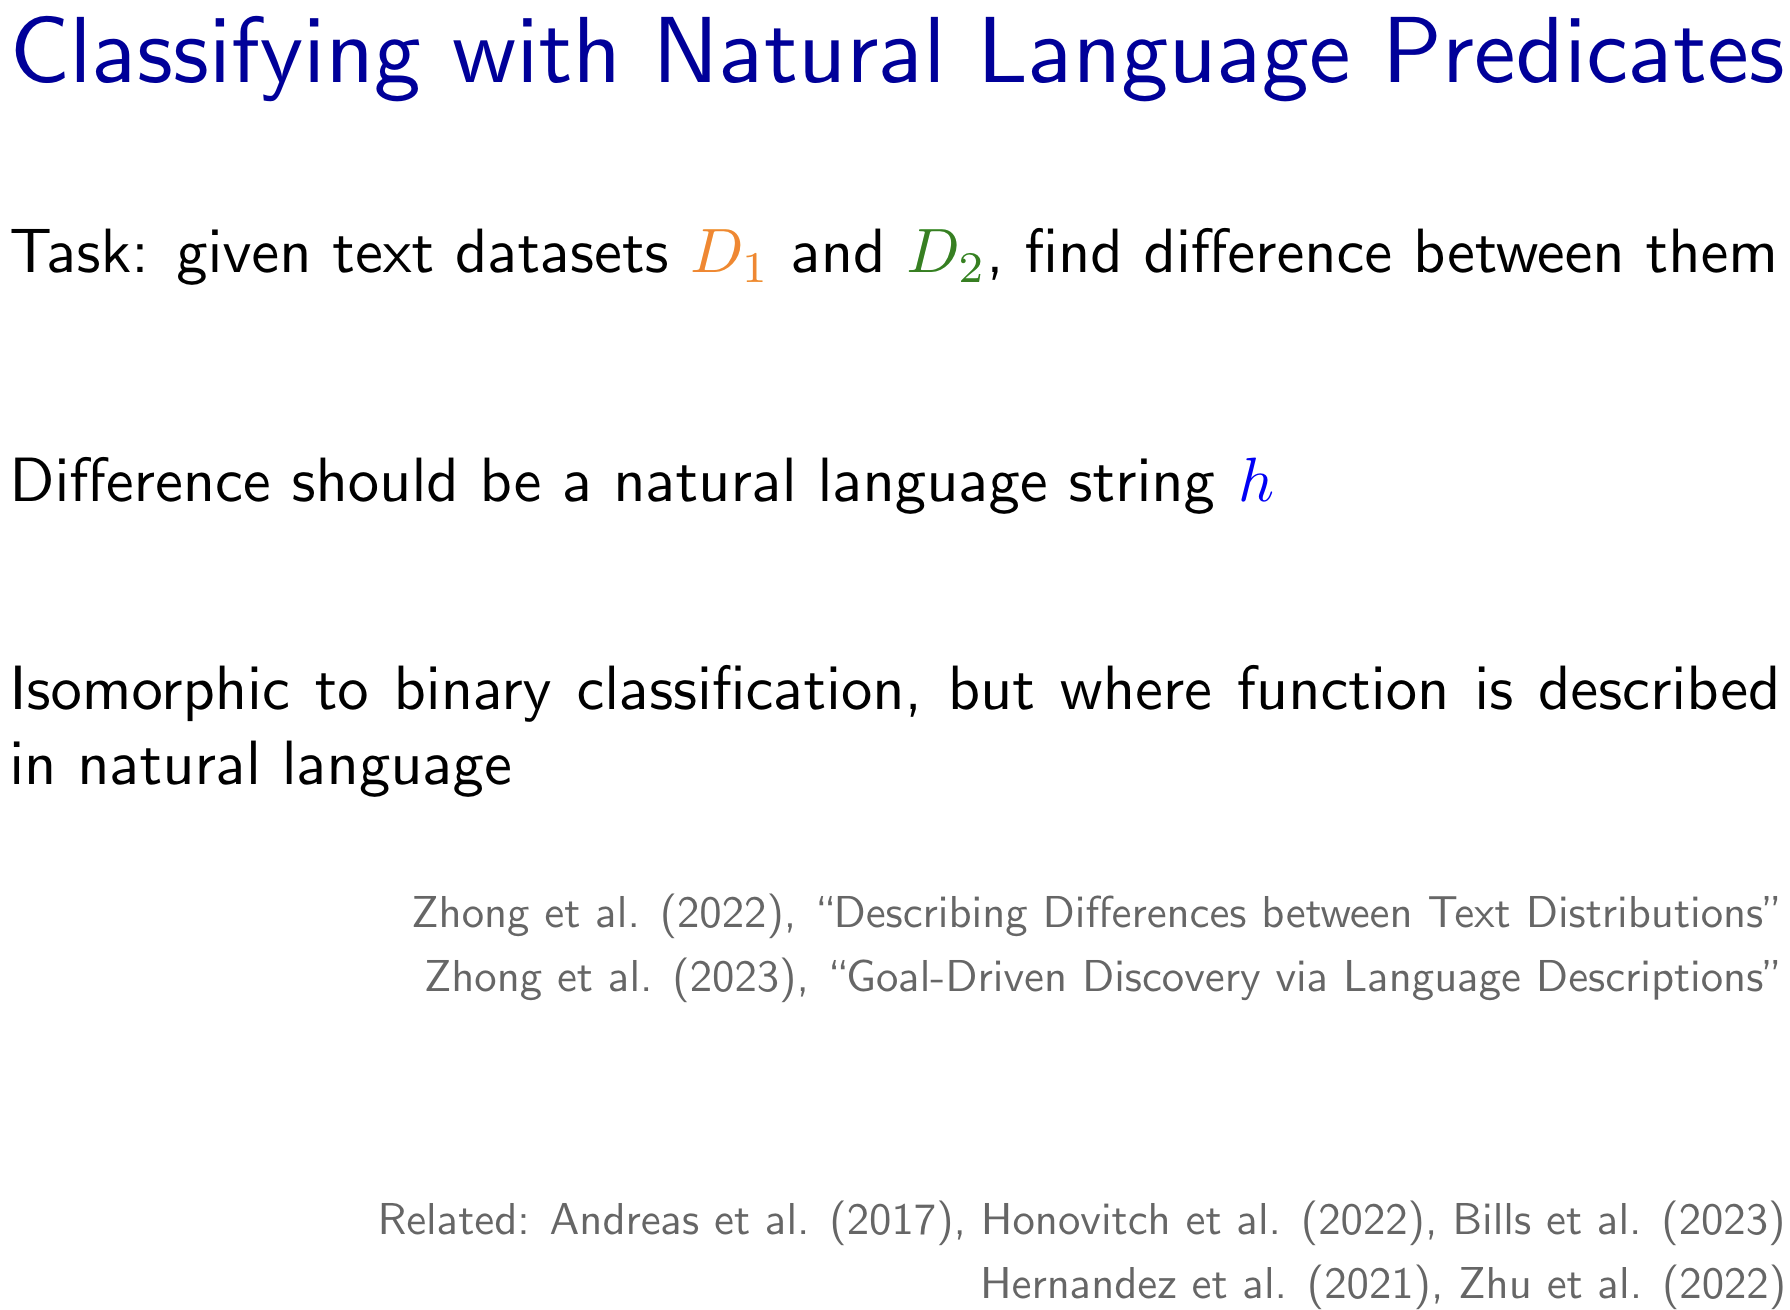 Classifying with Natural Language Predicates
Task: given text datasets D₁ and D₂, find difference between them
Difference should be a natural language string h
Isomorphic to binary classification, but where function is described
in natural language
Zhong et al. (2022), “Describing Differences between Text Distributions”
Zhong et al. (2023), “Goal-Driven Discovery via Language Descriptions”
Related: Andreas et al. (2017), Honovitch et al. (2022), Bills et al. (2023)
Hernandez et al. (2021), Zhu et al. (2022)